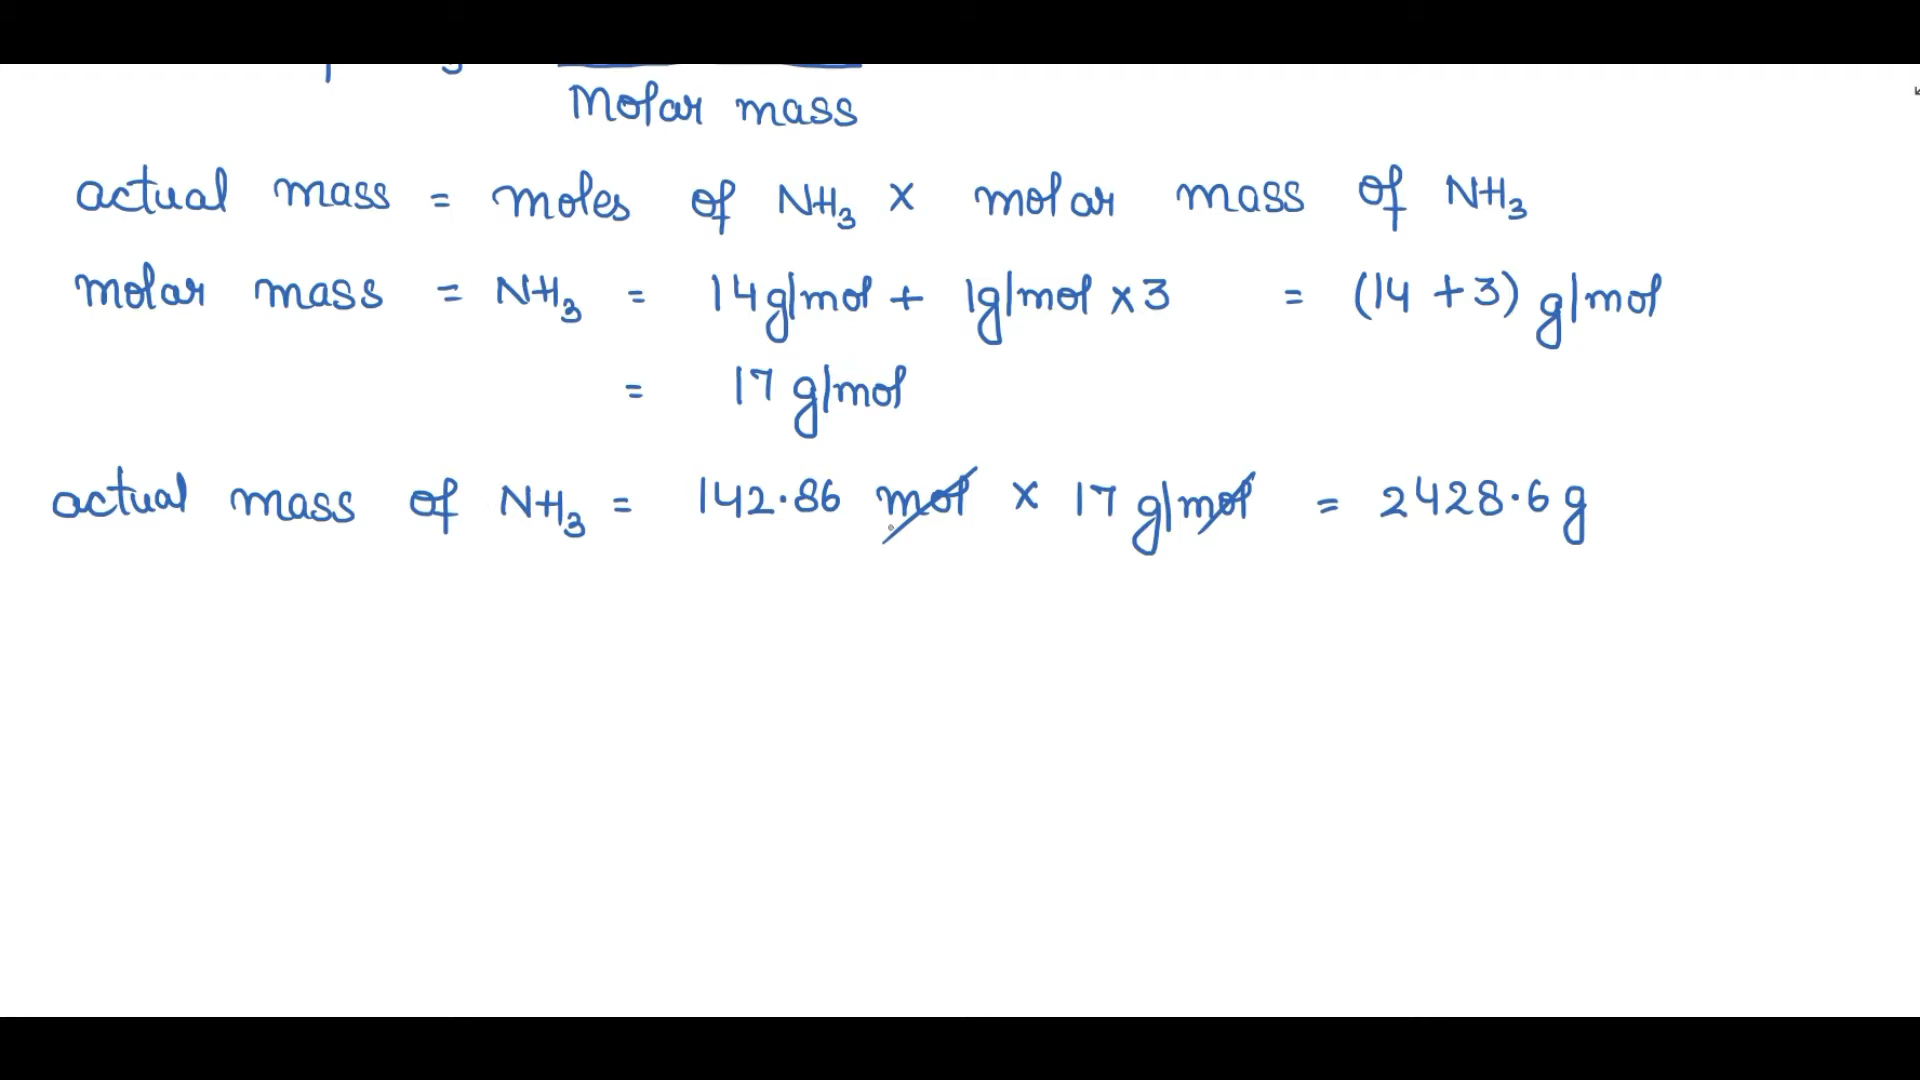 Molar mass
actual mass = moles of NH₃ × molar mass of NH₃
molar mass = NH₃ = 14g/mol + 1g/mol ×3 = (14 +3) g/mol
= 17 g/mol
actual mass of NH₃ = 142.86 mol × 17 g/mol = 2428.6 g